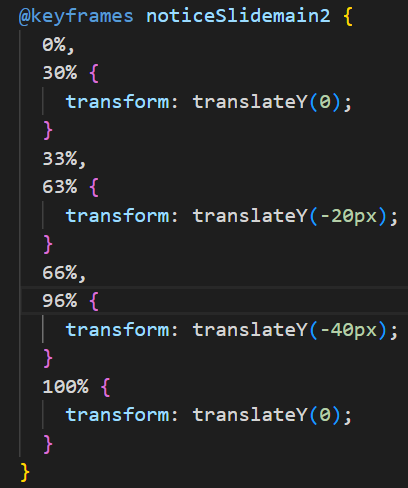 @keyframes noticeSlidemain2 {
  0%,
  30% {
    transform: translateY(0);
  }
  33%,
  63% {
    transform: translateY(-20px);
  }
  66%,
  96% {
    transform: translateY(-40px);
  }
  100% {
    transform: translateY(0);
  }
}